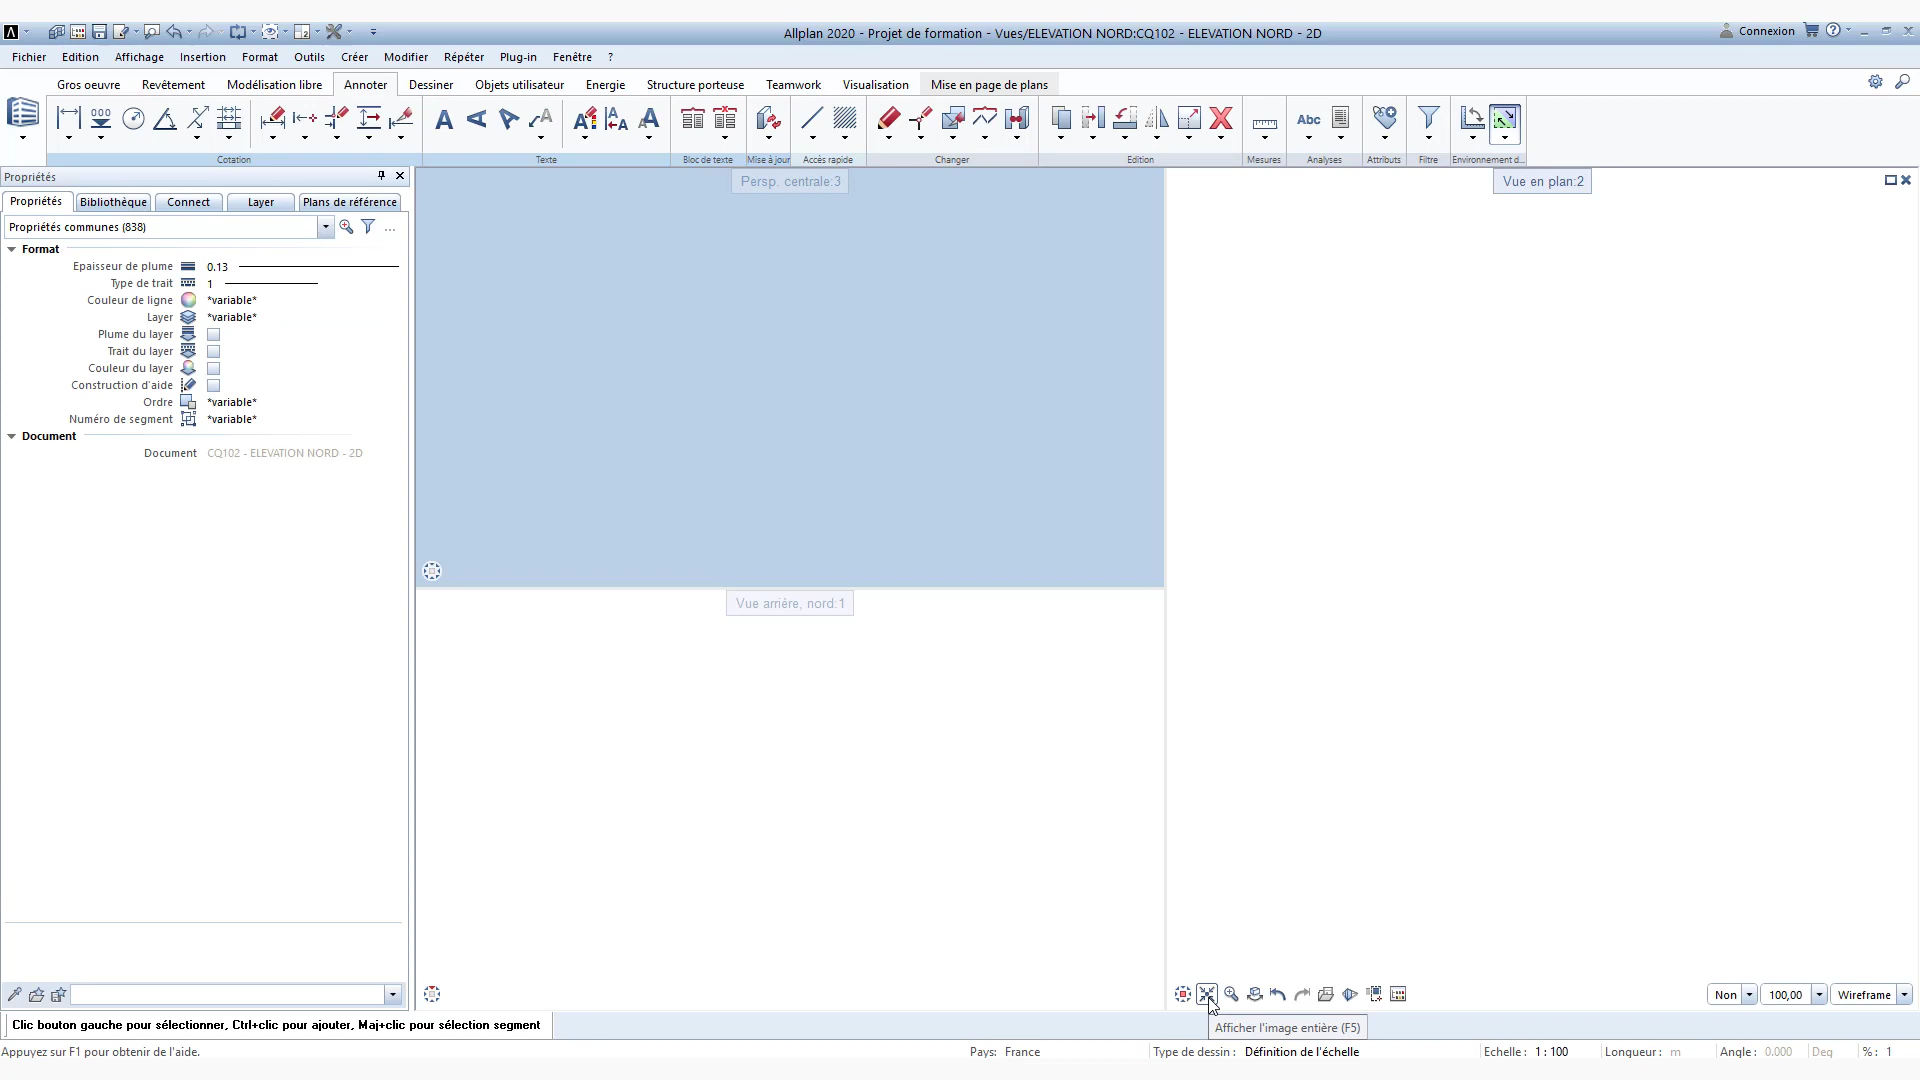 Allplan 2020 - Projet de formation - Vues/ELEVATION NORD:CQ102 - ELEVATION NORD - 2D
Connexion
Fichier Edition Affichage Insertion Format Outils Créer Modifier Répéter Plug-in Fenêtre ?
Gros oeuvre Revêtement Modélisation libre Annoter Dessiner Objets utilisateur Energie Structure porteuse Teamwork Visualisation Mise en page de plans
Abc
Cotation Texte Bloc de texte Mise à jour Accès rapide Changer Edition Mesures Analyses Attributs Filtre Environnement d...
Propriétés
Propriétés Bibliothèque Connect Layer Plans de référence
Propriétés communes (838)
Format
Epaisseur de plume 0.13
Type de trait 1
Couleur de ligne *variable*
Layer *variable*
Plume du layer
Trait du layer
Couleur du layer
Construction d'aide
Ordre *variable*
Numéro de segment *variable*
Document
Document CQ102 - ELEVATION NORD - 2D
Persp. centrale:3
Vue en plan:2
Vue arrière, nord:1
Non 100,00 Wireframe
Afficher l'image entière (F5)
Clic bouton gauche pour sélectionner, Ctrl+clic pour ajouter, Maj+clic pour sélection segment
Appuyez sur F1 pour obtenir de l'aide.
Pays: France
Type de dessin : Définition de l'échelle
Echelle : 1 : 100
Longueur : m
Angle : 0.000 Deg
% : 1